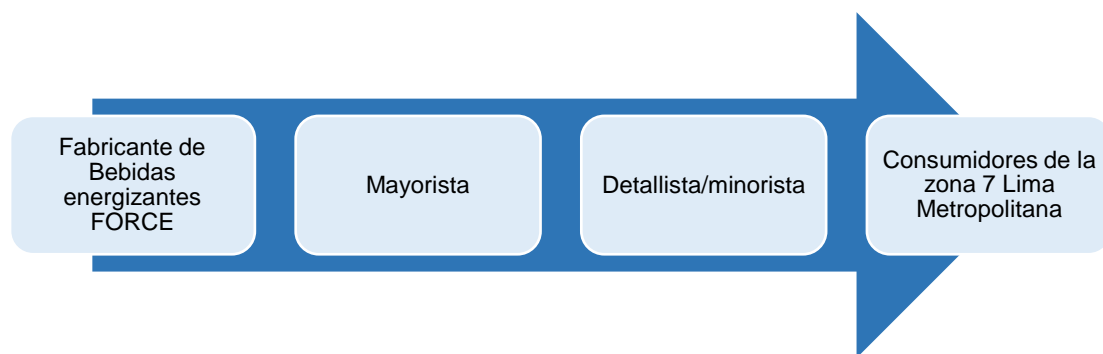 Fabricante de
Bebidas
energizantes
FORCE
Mayorista
Detallista/minorista
Consumidores de la
zona 7 Lima
Metropolitana